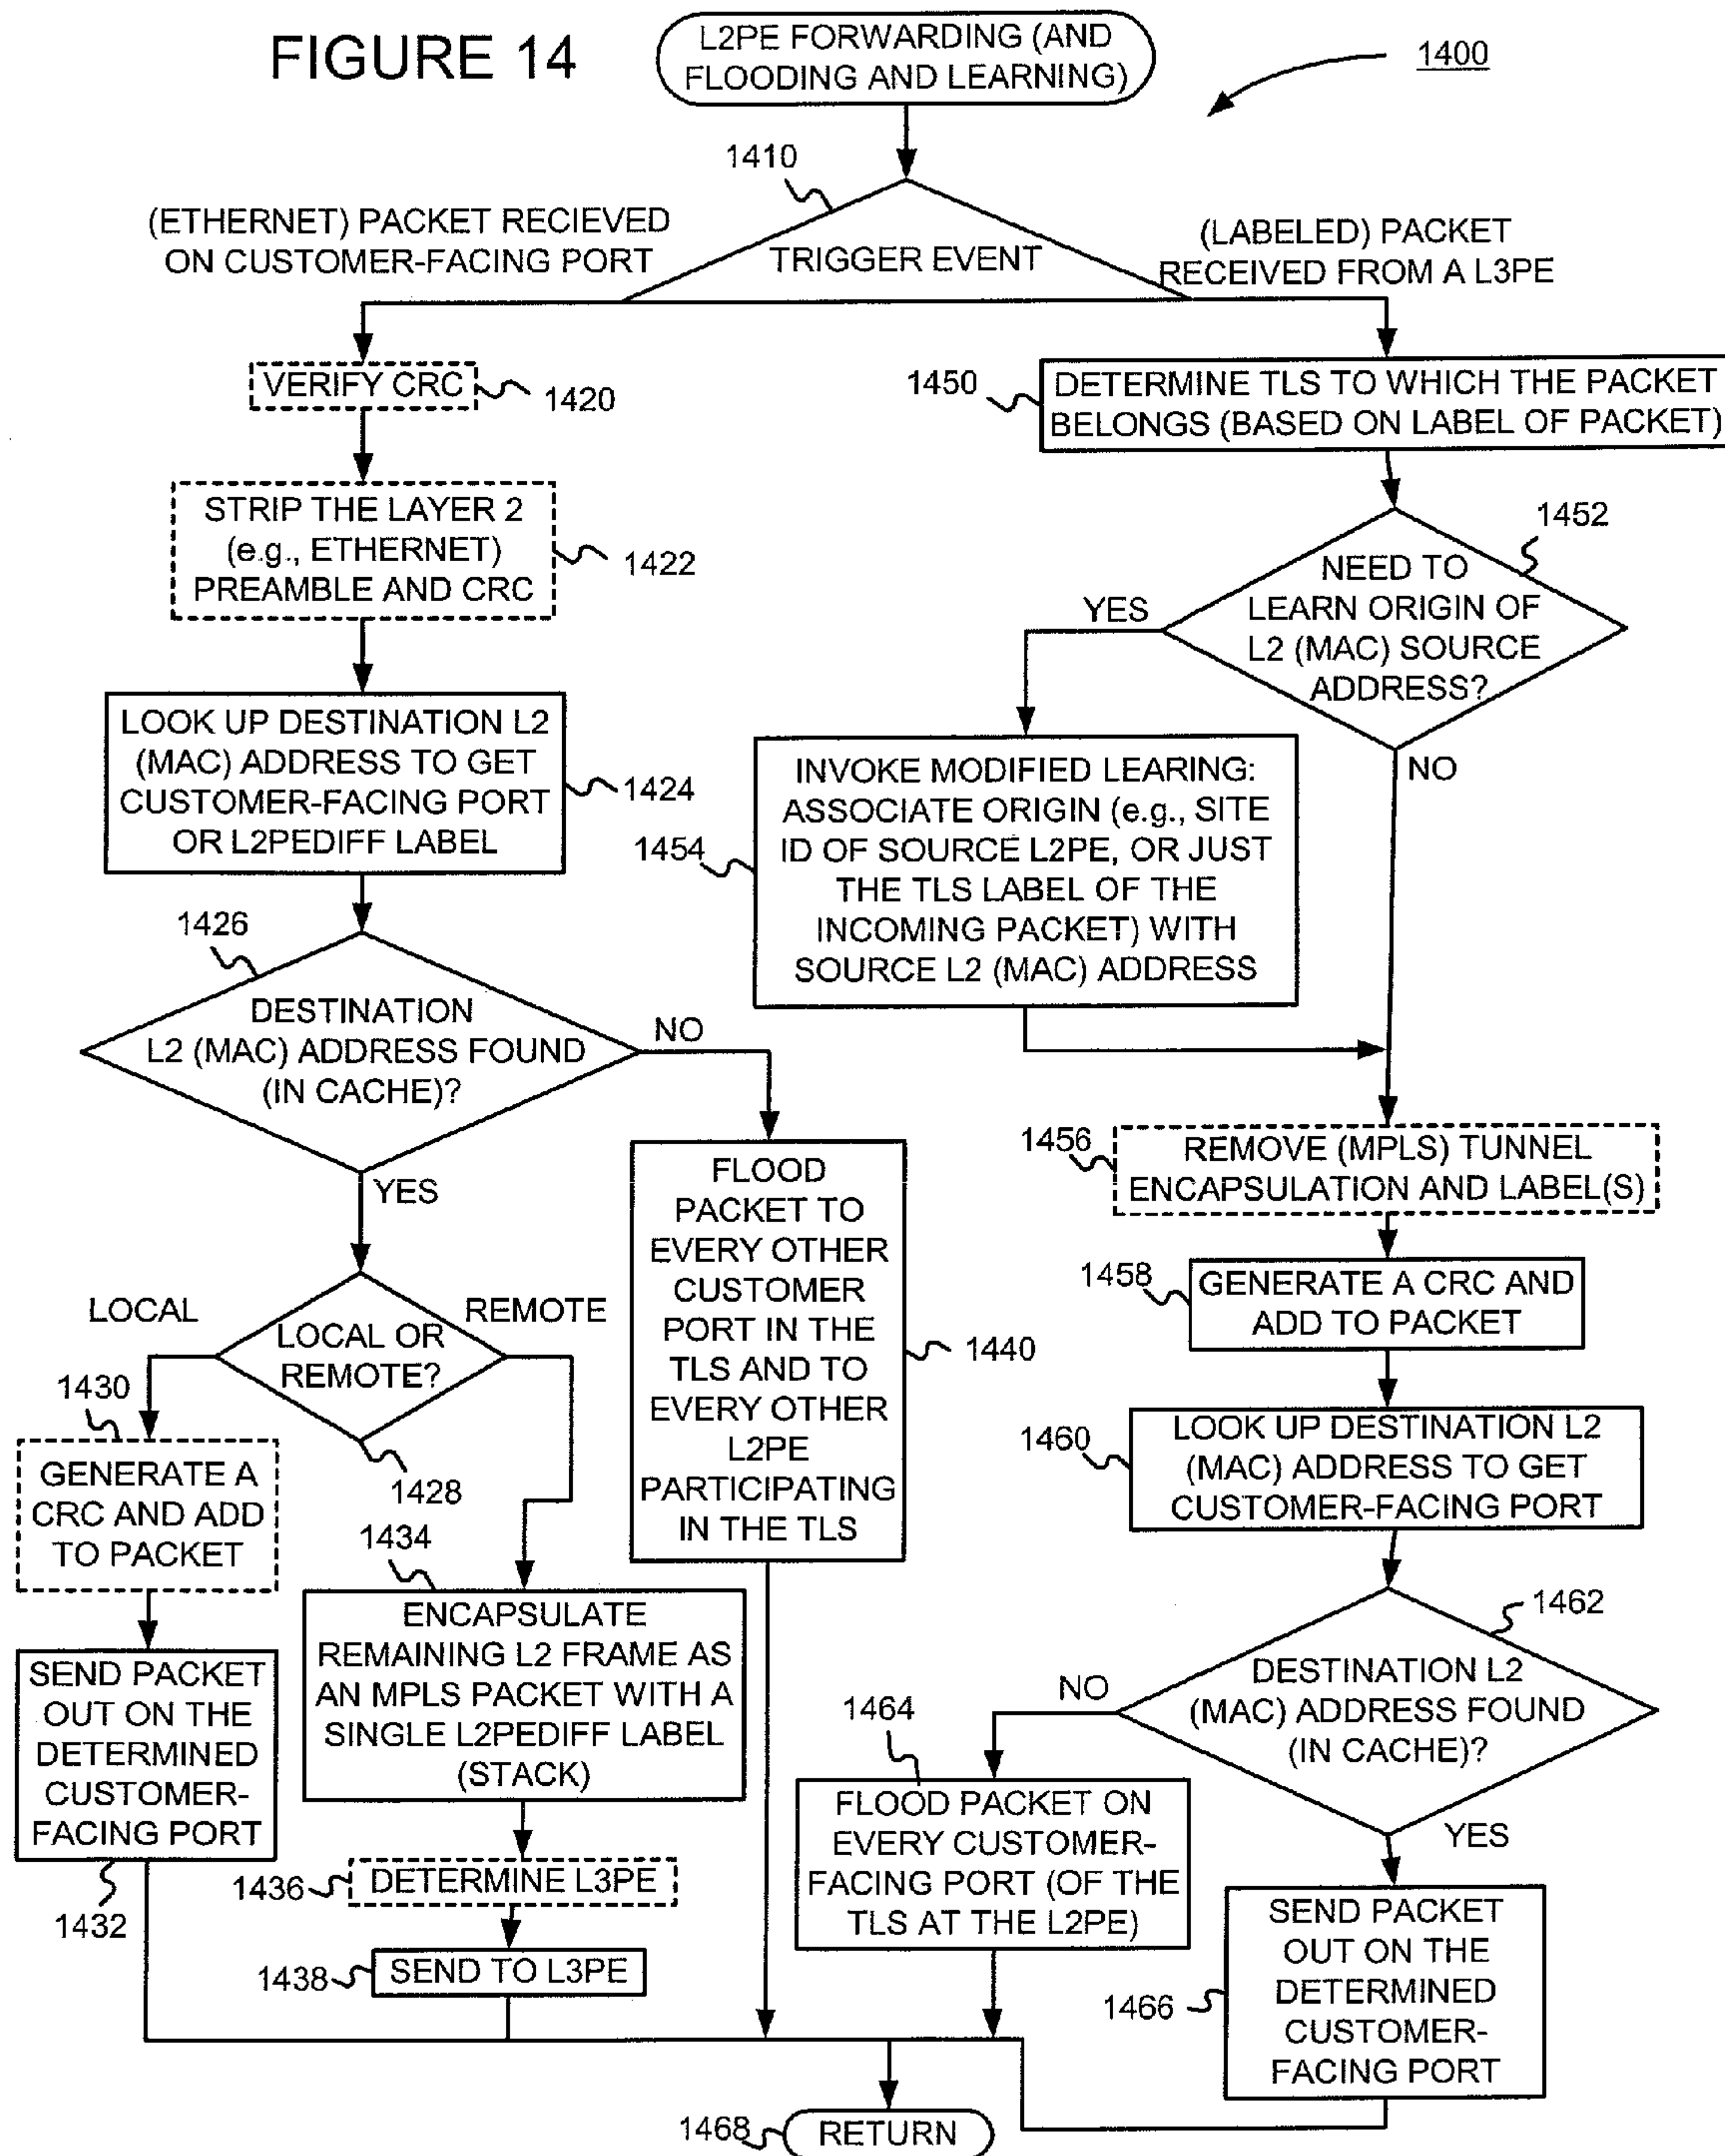 FIGURE 14
L2PE FORWARDING (AND
FLOODING AND LEARNING)
1400
1410
(ETHERNET) PACKET RECIEVED
ON CUSTOMER-FACING PORT
TRIGGER EVENT
(LABELED) PACKET
RECEIVED FROM A L3PE
VERIFY CRC
1420
STRIP THE LAYER 2
(e.g., ETHERNET)
PREAMBLE AND CRC
1422
LOOK UP DESTINATION L2
(MAC) ADDRESS TO GET
CUSTOMER-FACING PORT
OR L2PEDIFF LABEL
1424
1426
DESTINATION
L2 (MAC) ADDRESS FOUND
(IN CACHE)?
NO
YES
LOCAL
REMOTE
LOCAL OR
REMOTE?
1428
1430
GENERATE A
CRC AND ADD
TO PACKET
SEND PACKET
OUT ON THE
DETERMINED
CUSTOMER-
FACING PORT
1432
1434
ENCAPSULATE
REMAINING L2 FRAME AS
AN MPLS PACKET WITH A
SINGLE L2PEDIFF LABEL
(STACK)
1436
DETERMINE L3PE
1438
SEND TO L3PE
FLOOD
PACKET TO
EVERY OTHER
CUSTOMER
PORT IN THE
TLS AND TO
EVERY OTHER
L2PE
PARTICIPATING
IN THE TLS
1440
1450
DETERMINE TLS TO WHICH THE PACKET
BELONGS (BASED ON LABEL OF PACKET)
1452
NEED TO
LEARN ORIGIN OF
L2 (MAC) SOURCE
ADDRESS?
YES
NO
1454
INVOKE MODIFIED LEARING:
ASSOCIATE ORIGIN (e.g., SITE
ID OF SOURCE L2PE, OR JUST
THE TLS LABEL OF THE
INCOMING PACKET) WITH
SOURCE L2 (MAC) ADDRESS
1456
REMOVE (MPLS) TUNNEL
ENCAPSULATION AND LABEL(S)
1458
GENERATE A CRC AND
ADD TO PACKET
1460
LOOK UP DESTINATION L2
(MAC) ADDRESS TO GET
CUSTOMER-FACING PORT
1462
DESTINATION L2
(MAC) ADDRESS FOUND
(IN CACHE)?
NO
YES
1464
FLOOD PACKET ON
EVERY CUSTOMER-
FACING PORT (OF THE
TLS AT THE L2PE)
1466
SEND PACKET
OUT ON THE
DETERMINED
CUSTOMER-
FACING PORT
1468
RETURN